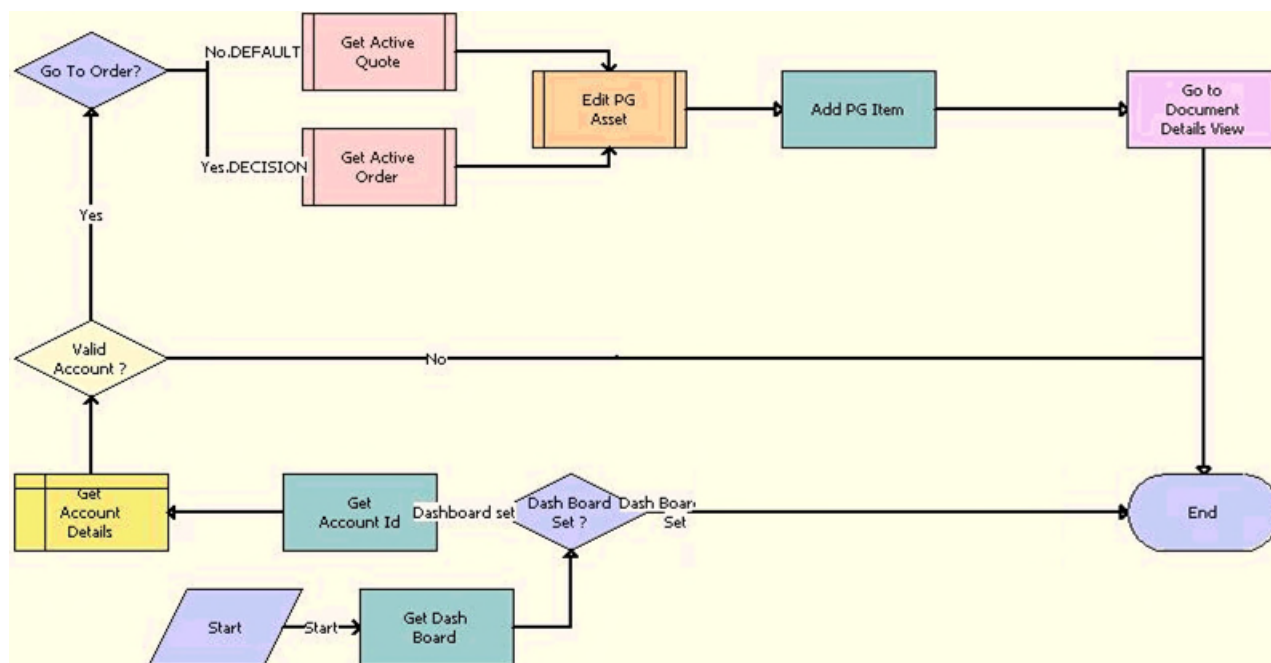 Go To Order?
No.DEFAULT
Get Active
Quote
Yes.DECISION
Get Active
Order
Edit PG
Asset
Add PG Item
Go to
Document
Details View
Yes
Valid
Account ?
No
Get
Account
Details
Get
Account Id
Dashboard set
Dash Board
Set ?
Dash Boar
Set
End
Start
Start
Get Dash
Board